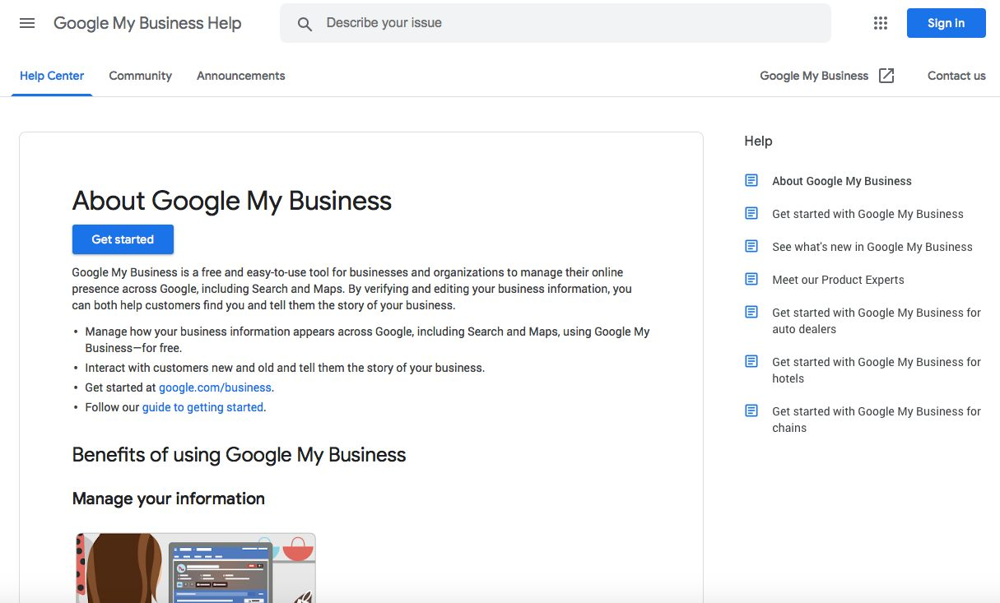 Google My Business Help
Describe your issue
Sign in
Help Center
Community
Announcements
Google My Business
Contact us
About Google My Business
Get started
Google My Business is a free and easy-to-use tool for businesses and organizations to manage their online
presence across Google, including Search and Maps. By verifying and editing your business information, you
can both help customers find you and tell them the story of your business.
• Manage how your business information appears across Google, including Search and Maps, using Google My
Business—for free.
• Interact with customers new and old and tell them the story of your business.
• Get started at google.com/business.
• Follow our guide to getting started.
Benefits of using Google My Business
Manage your information
Help
About Google My Business
Get started with Google My Business
See what's new in Google My Business
Meet our Product Experts
Get started with Google My Business for
auto dealers
Get started with Google My Business for
hotels
Get started with Google My Business for
chains